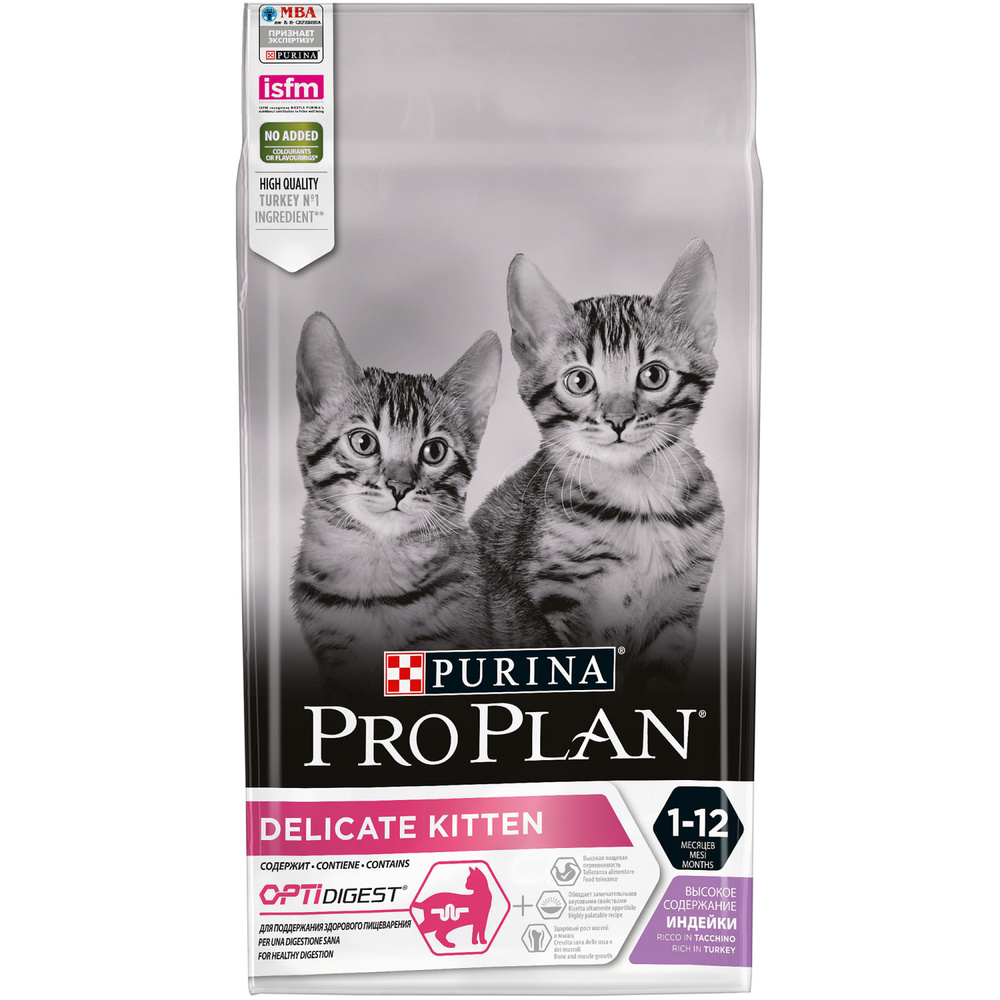 МВА
ПРИЗНАЕТ
ЭКСПЕРТИЗУ
PURINA
isfm
NO ADDED
COLOURANTS
OR FLAVOURINGS*
HIGH QUALITY
TURKEY Nº1
INGREDIENT**
PURINA®
PRO PLAN®
DELICATE KITTEN
1-12
МЕСЯЦЕВ
MESI
MONTHS
СОДЕРЖИТ • CONTIENE • CONTAINS
OPTIDIGEST®
ДЛЯ ПОДДЕРЖАНИЯ ЗДОРОВОГО ПИЩЕВАРЕНИЯ
PER UNA DIGESTIONE SANA
FOR HEALTHY DIGESTION
+
Высокая пищевая
переносимость
Tolleranza alimentare
Food tolerance
Обладает замечательными
вкусовыми свойствами
Ricetta altamente appetibile
Highly palatable recipe
Здоровый рост костей
и мышц
Crescita sana delle ossa e
dei muscoli
Bone and muscle growth
ВЫСОКОЕ
СОДЕРЖАНИЕ
ИНДЕЙКИ
RICCO IN TACCHINO
RICH IN TURKEY